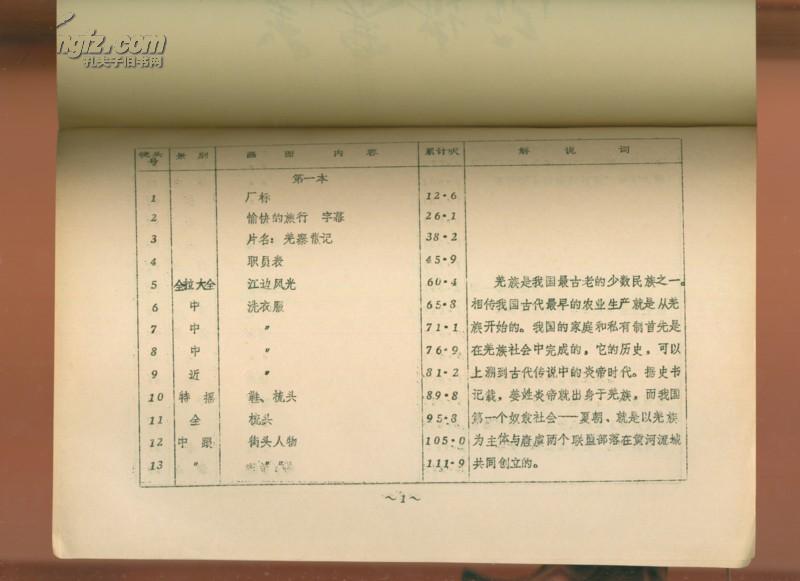 ngfz.com
孔夫子旧书网
镜头号 景别 画面内容 累计呎 解说词
第一本
1 厂标 12·6
2 愉快的旅行 字幕 26·1
3 片名：羌寨散记 38·2
4 职员表 45·9
5 全拉大全 江边风光 60·4 羌族是我国最古老的少数民族之一。
6 中 洗衣服 65·8 相传我国古代最早的农业生产就是从羌
7 中 〃 71·1 族开始的。我国的家庭和私有制首先是
8 中 〃 76·9 在羌族社会中完成的，它的历史，可以
9 近 〃 81·2 上溯到古代传说中的炎帝时代。据史书
10 特 摇 鞋、梳头 89·8 记载，姜姓炎帝就出身于羌族，而我国
11 全 梳头 95·8 第一个奴隶社会——夏朝、就是以羌族
12 中 跟 街头人物 105·0 为主体与唐虞两个联盟部落在黄河流域
13 〃 〃 〃 111·9 共同创立的。
～1～